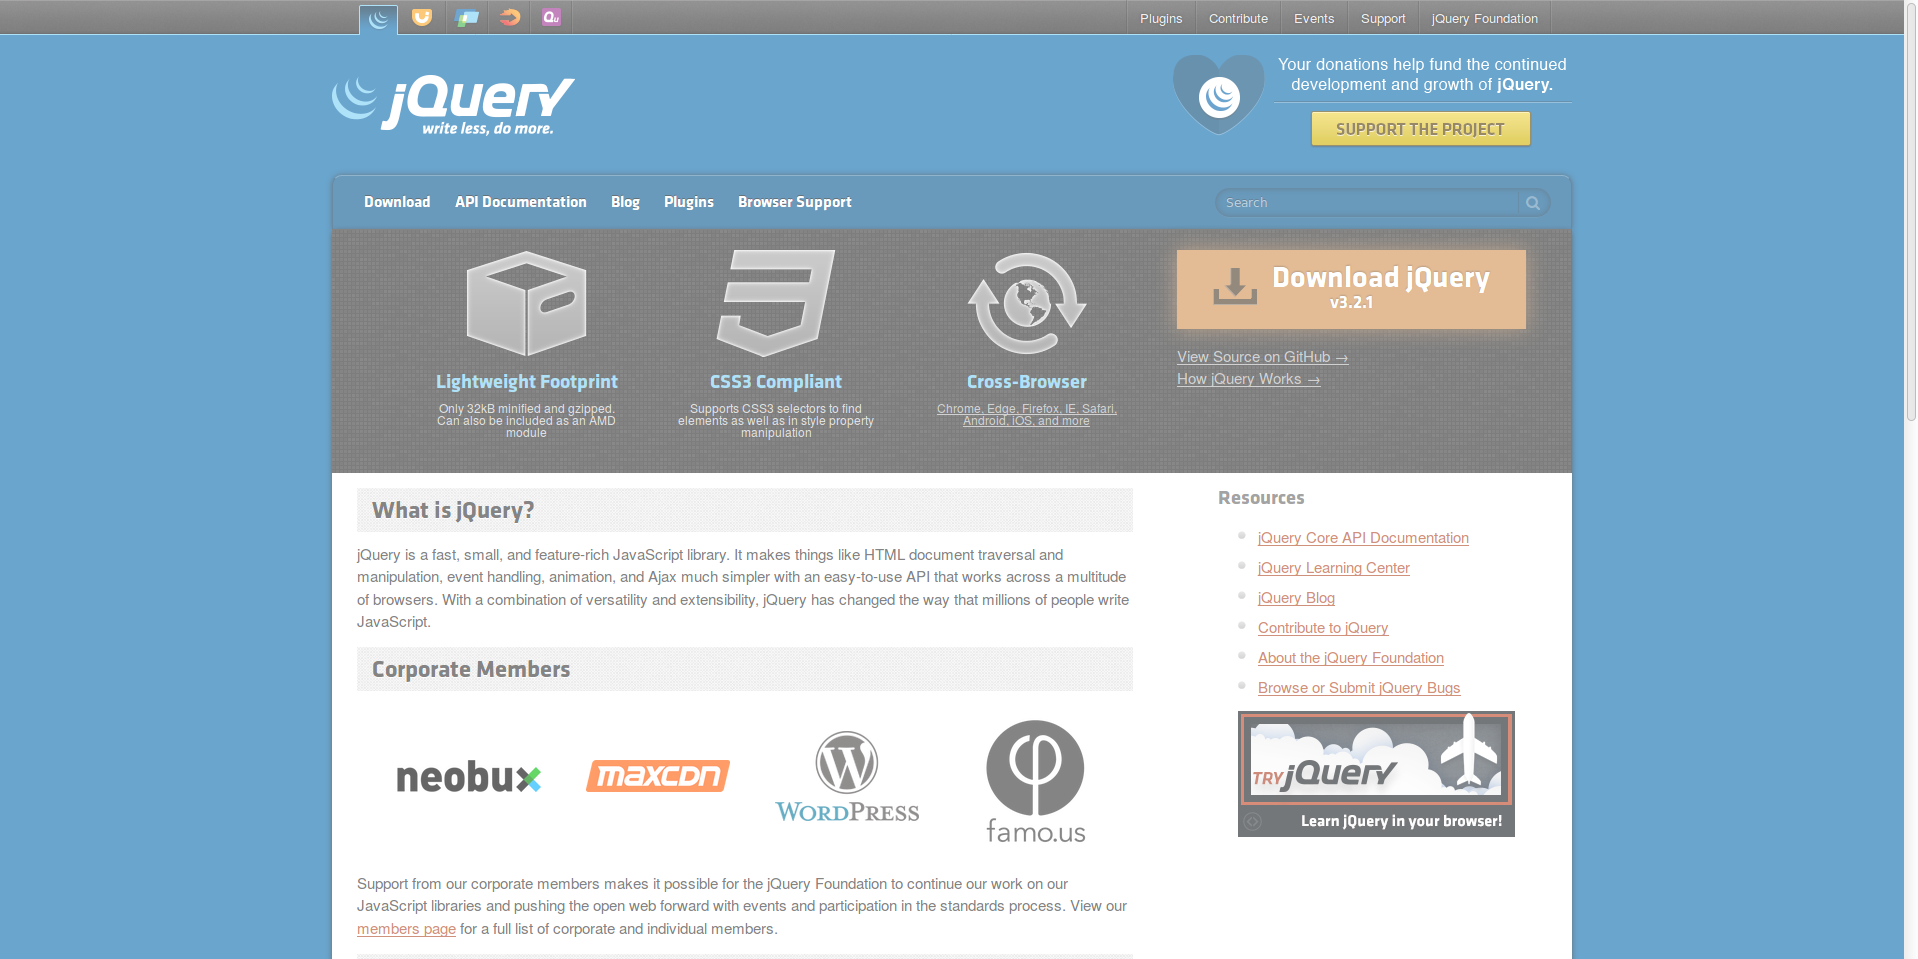 Qu
Plugins
Contribute
Events
Support
jQuery Foundation
jQuery
write less, do more.
Your donations help fund the continued
development and growth of jQuery.
SUPPORT THE PROJECT
Download
API Documentation
Blog
Plugins
Browser Support
Search
Lightweight Footprint
Only 32kB minified and gzipped.
Can also be included as an AMD
module
CSS3 Compliant
Supports CSS3 selectors to find
elements as well as in style property
manipulation
Cross-Browser
Chrome, Edge, Firefox, IE, Safari,
Android, iOS, and more
Download jQuery
v3.2.1
View Source on GitHub →
How jQuery Works →
What is jQuery?
jQuery is a fast, small, and feature-rich JavaScript library. It makes things like HTML document traversal and
manipulation, event handling, animation, and Ajax much simpler with an easy-to-use API that works across a multitude
of browsers. With a combination of versatility and extensibility, jQuery has changed the way that millions of people write
JavaScript.
Corporate Members
neobux
maxcdn
W
WORDPRESS
famo.us
Support from our corporate members makes it possible for the jQuery Foundation to continue our work on our
JavaScript libraries and pushing the open web forward with events and participation in the standards process. View our
members page for a full list of corporate and individual members.
Resources
jQuery Core API Documentation
jQuery Learning Center
jQuery Blog
Contribute to jQuery
About the jQuery Foundation
Browse or Submit jQuery Bugs
TRY jQuery
Learn jQuery in your browser!